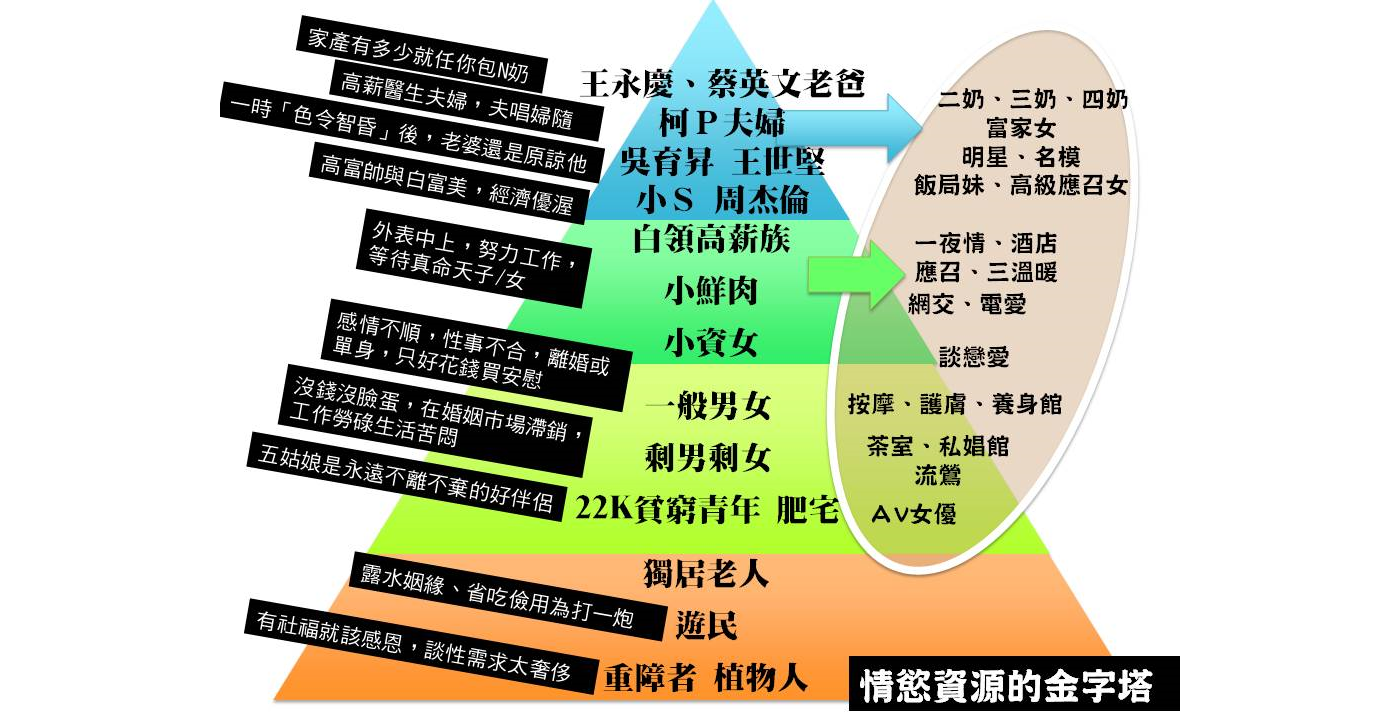 家產有多少就任你包N奶
高薪醫生夫婦，夫唱婦隨
一時「色令智昏」後，老婆還是原諒他
高富帥與白富美，經濟優渥
外表中上，努力工作，
等待真命天子/女
感情不順，性事不合，離婚或
單身，只好花錢買安慰
沒錢沒臉蛋，在婚姻市場滯銷，
工作勞碌生活苦悶
五姑娘是永遠不離不棄的好伴侶
露水姻緣、省吃儉用為打一炮
有社福就該感恩，談性需求太奢侈
王永慶、蔡英文老爸
柯P夫婦
吳育昇 王世堅
小S 周杰倫
白領高薪族
小鮮肉
小資女
一般男女
剩男剩女
22K貧窮青年 肥宅
獨居老人
遊民
重障者 植物人
二奶、三奶、四奶
富家女
明星、名模
飯局妹、高級應召女
一夜情、酒店
應召、三溫暖
網交、電愛
談戀愛
按摩、護膚、養身館
茶室、私娼館
流鶯
AV女優
情慾資源的金字塔